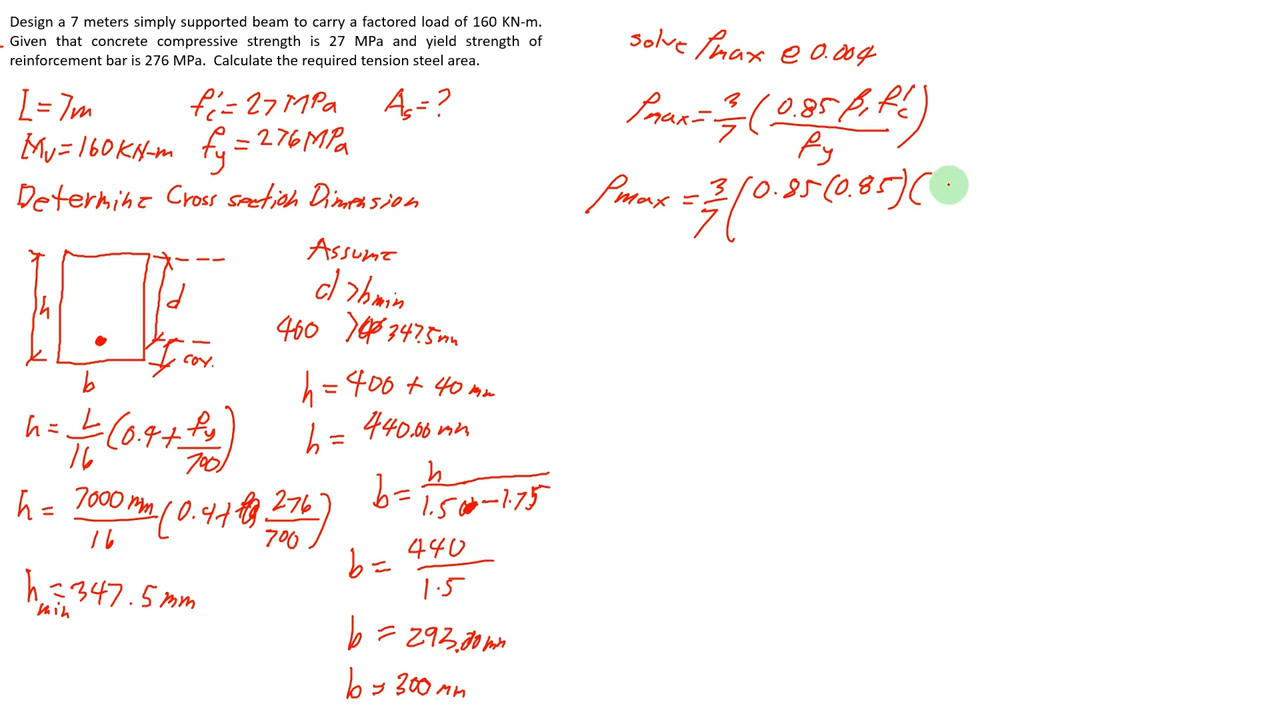 Design a 7 meters simply supported beam to carry a factored load of 160 KN-m.
Given that concrete compressive strength is 27 MPa and yield strength of
reinforcement bar is 276 MPa. Calculate the required tension steel area.
L = 7m f'c = 27 MPa As = ?
Mu = 160 KN-m fy = 276 MPa
Determine Cross section Dimension
h
d
cov.
b
h = L/16 (0.4 + fy/700)
h = 7000 mm/16 (0.4 + 276/700)
hmin = 347.5 mm
Assume
d > hmin
400 > 347.5 mm
h = 400 + 40 mm
h = 440.00 mm
b = h/1.50 - 1.75
b = 440/1.5
b = 293.00 mm
b = 300 mm
solve ρmax @ 0.004
ρmax = 3/7 (0.85 β1 f'c/fy)
ρmax = 3/7 (0.85 (0.85) (